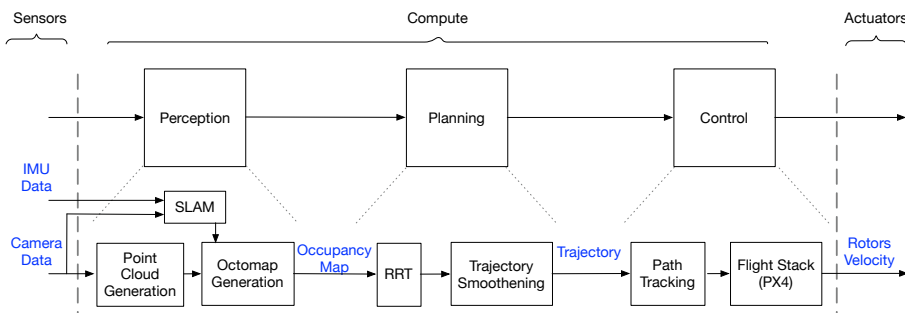 Sensors
Compute
Actuators
Perception
Planning
Control
IMU
Data
SLAM
Camera
Data
Point
Cloud
Generation
Octomap
Generation
Occupancy
Map
RRT
Trajectory
Smoothening
Trajectory
Path
Tracking
Flight Stack
(PX4)
Rotors
Velocity